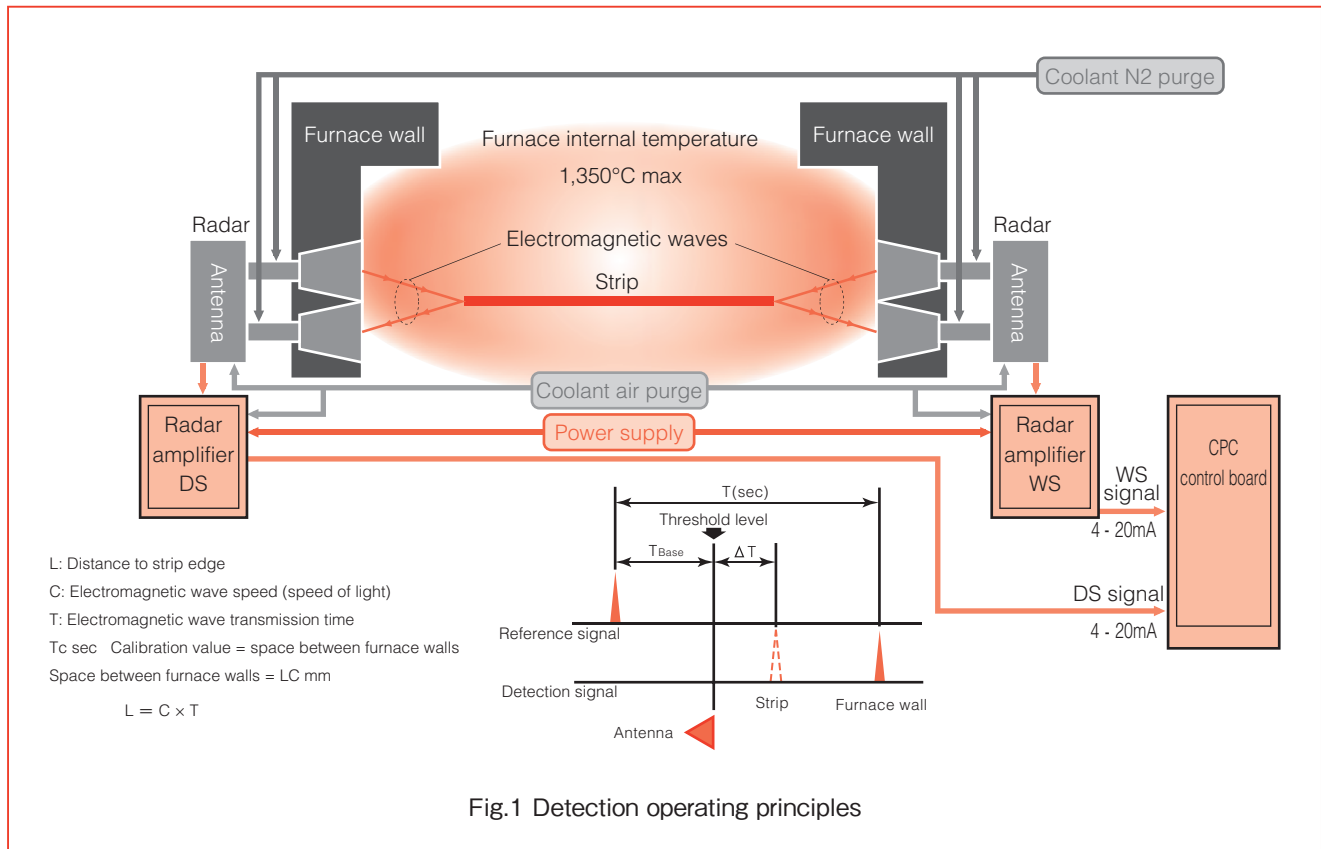 Coolant N2 purge
Furnace wall
Furnace internal temperature
1,350°C max
Furnace wall
Radar
Antenna
Electromagnetic waves
Strip
Radar
Antenna
Coolant air purge
Radar
amplifier
DS
Power supply
Radar
amplifier
WS
CPC
control board
WS
signal
4 - 20mA
DS signal
4 - 20mA
T(sec)
Threshold level
TBase
ΔT
Reference signal
Detection signal
Strip
Furnace wall
Antenna
L: Distance to strip edge
C: Electromagnetic wave speed (speed of light)
T: Electromagnetic wave transmission time
Tc sec Calibration value = space between furnace walls
Space between furnace walls = LC mm
L = C × T
Fig.1 Detection operating principles